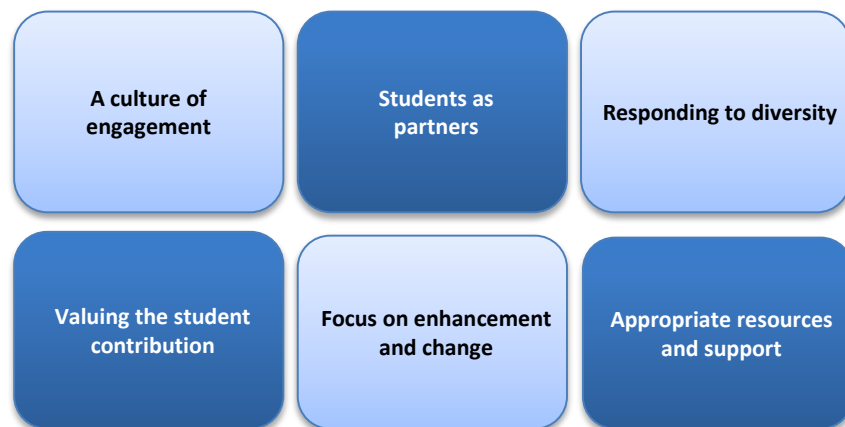 A culture of
engagement
Students as
partners
Responding to diversity
Valuing the student
contribution
Focus on enhancement
and change
Appropriate resources
and support